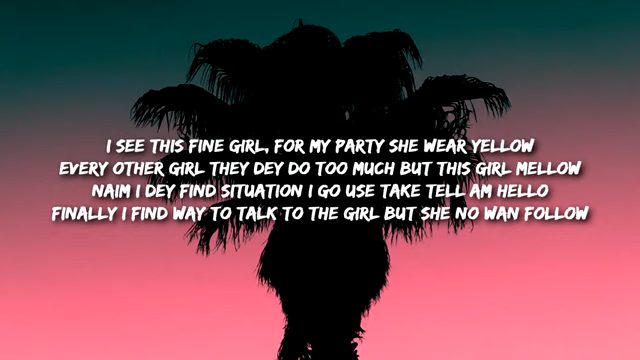 I SEE THIS FINE GIRL, FOR MY PARTY SHE WEAR YELLOW
EVERY OTHER GIRL THEY DEY DO TOO MUCH BUT THIS GIRL MELLOW
NAIM I DEY FIND SITUATION I GO USE TAKE TELL AM HELLO
FINALLY I FIND WAY TO TALK TO THE GIRL BUT SHE NO WAN FOLLOW